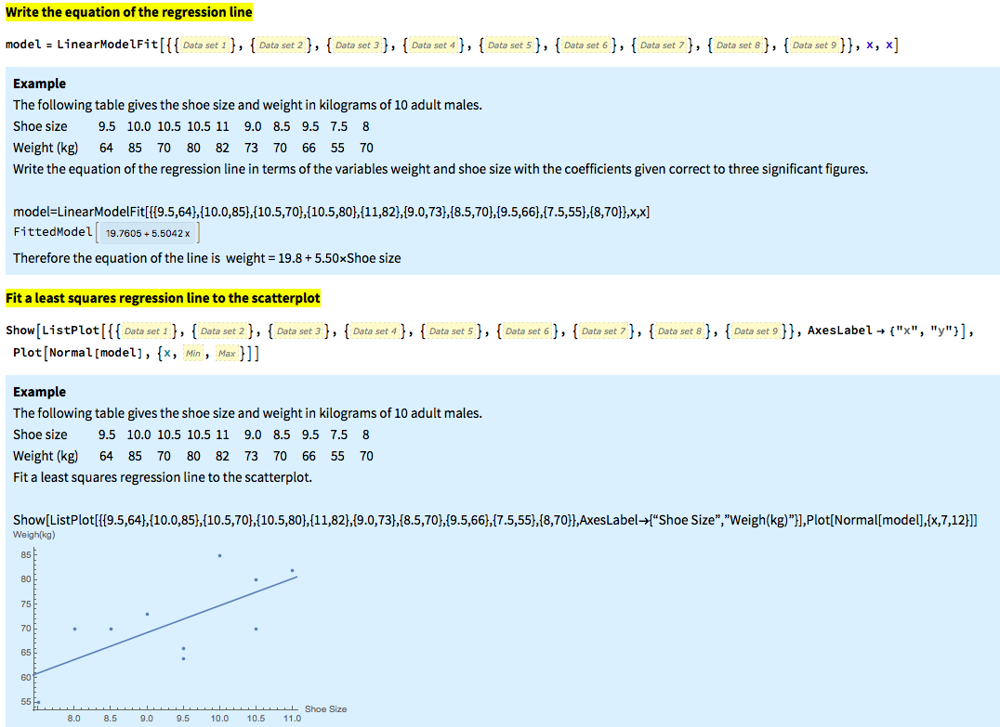 Write the equation of the regression line
model = LinearModelFit[{{ Data set 1 }, { Data set 2 }, { Data set 3 }, { Data set 4 }, { Data set 5 }, { Data set 6 }, { Data set 7 }, { Data set 8 }, { Data set 9 }}, x, x]
Example
The following table gives the shoe size and weight in kilograms of 10 adult males.
Shoe size 9.5 10.0 10.5 10.5 11 9.0 8.5 9.5 7.5 8
Weight (kg) 64 85 70 80 82 73 70 66 55 70
Write the equation of the regression line in terms of the variables weight and shoe size with the coefficients given correct to three significant figures.
model=LinearModelFit[{{9.5,64},{10.0,85},{10.5,70},{10.5,80},{11,82},{9.0,73},{8.5,70},{9.5,66},{7.5,55},{8,70}},x,x]
FittedModel[ 19.7605 + 5.5042 x ]
Therefore the equation of the line is weight = 19.8 + 5.50×Shoe size
Fit a least squares regression line to the scatterplot
Show[ListPlot[{{ Data set 1 }, { Data set 2 }, { Data set 3 }, { Data set 4 }, { Data set 5 }, { Data set 6 }, { Data set 7 }, { Data set 8 }, { Data set 9 }}, AxesLabel → {"x", "y"}],
Plot[Normal[model], {x, Min , Max }]]
Example
The following table gives the shoe size and weight in kilograms of 10 adult males.
Shoe size 9.5 10.0 10.5 10.5 11 9.0 8.5 9.5 7.5 8
Weight (kg) 64 85 70 80 82 73 70 66 55 70
Fit a least squares regression line to the scatterplot.
Show[ListPlot[{{9.5,64},{10.0,85},{10.5,70},{10.5,80},{11,82},{9.0,73},{8.5,70},{9.5,66},{7.5,55},{8,70}},AxesLabel→{“Shoe Size”,”Weigh(kg)”}],Plot[Normal[model],{x,7,12}]]
Weigh(kg)
85
80
75
70
65
60
55
8.0 8.5 9.0 9.5 10.0 10.5 11.0
Shoe Size